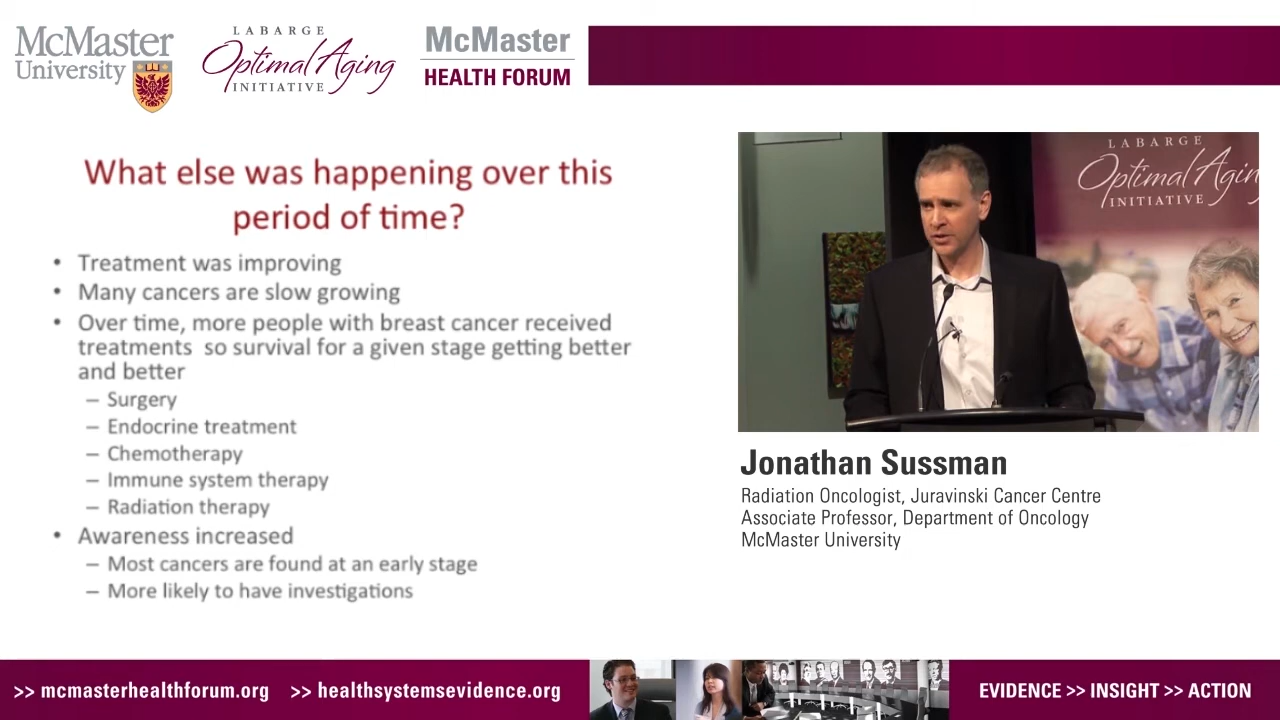 McMaster
University
LABARGE
Optimal Aging
INITIATIVE
McMaster
HEALTH FORUM
What else was happening over this
period of time?
• Treatment was improving
• Many cancers are slow growing
• Over time, more people with breast cancer received
treatments so survival for a given stage getting better
and better
– Surgery
– Endocrine treatment
– Chemotherapy
– Immune system therapy
– Radiation therapy
• Awareness increased
– Most cancers are found at an early stage
– More likely to have investigations
LABARGE
Optimal Agin
INITIATIVE
Jonathan Sussman
Radiation Oncologist, Juravinski Cancer Centre
Associate Professor, Department of Oncology
McMaster University
>> mcmasterhealthforum.org >> healthsystemsevidence.org
EVIDENCE >> INSIGHT >> ACTION